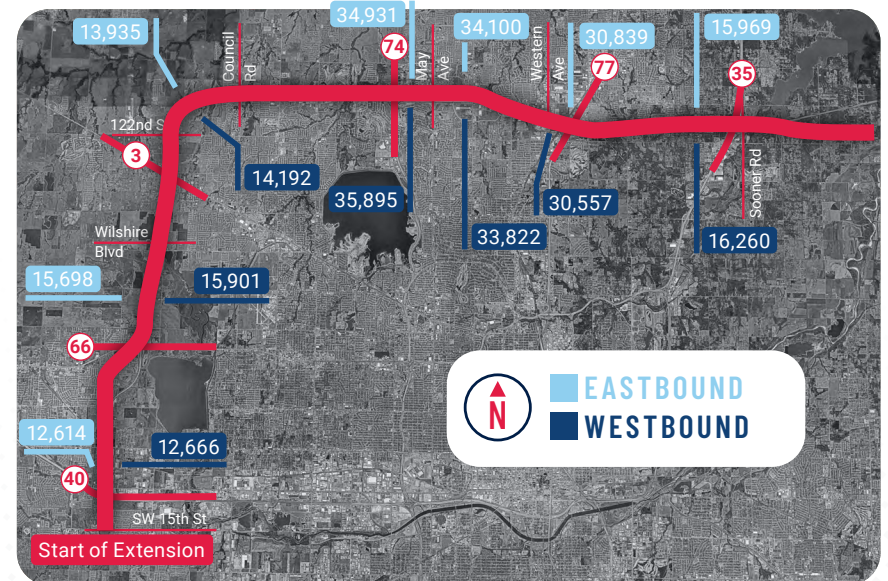 34,931
13,935
34,100
30,839
15,969
74
Council
Rd
May
Ave
Western
Ave
77
35
122nd S
3
14,192
35,895
30,557
Sooner Rd
33,822
16,260
Wilshire
Blvd
15,698
15,901
66
N
EASTBOUND
WESTBOUND
12,614
12,666
40
SW 15th St
Start of Extension